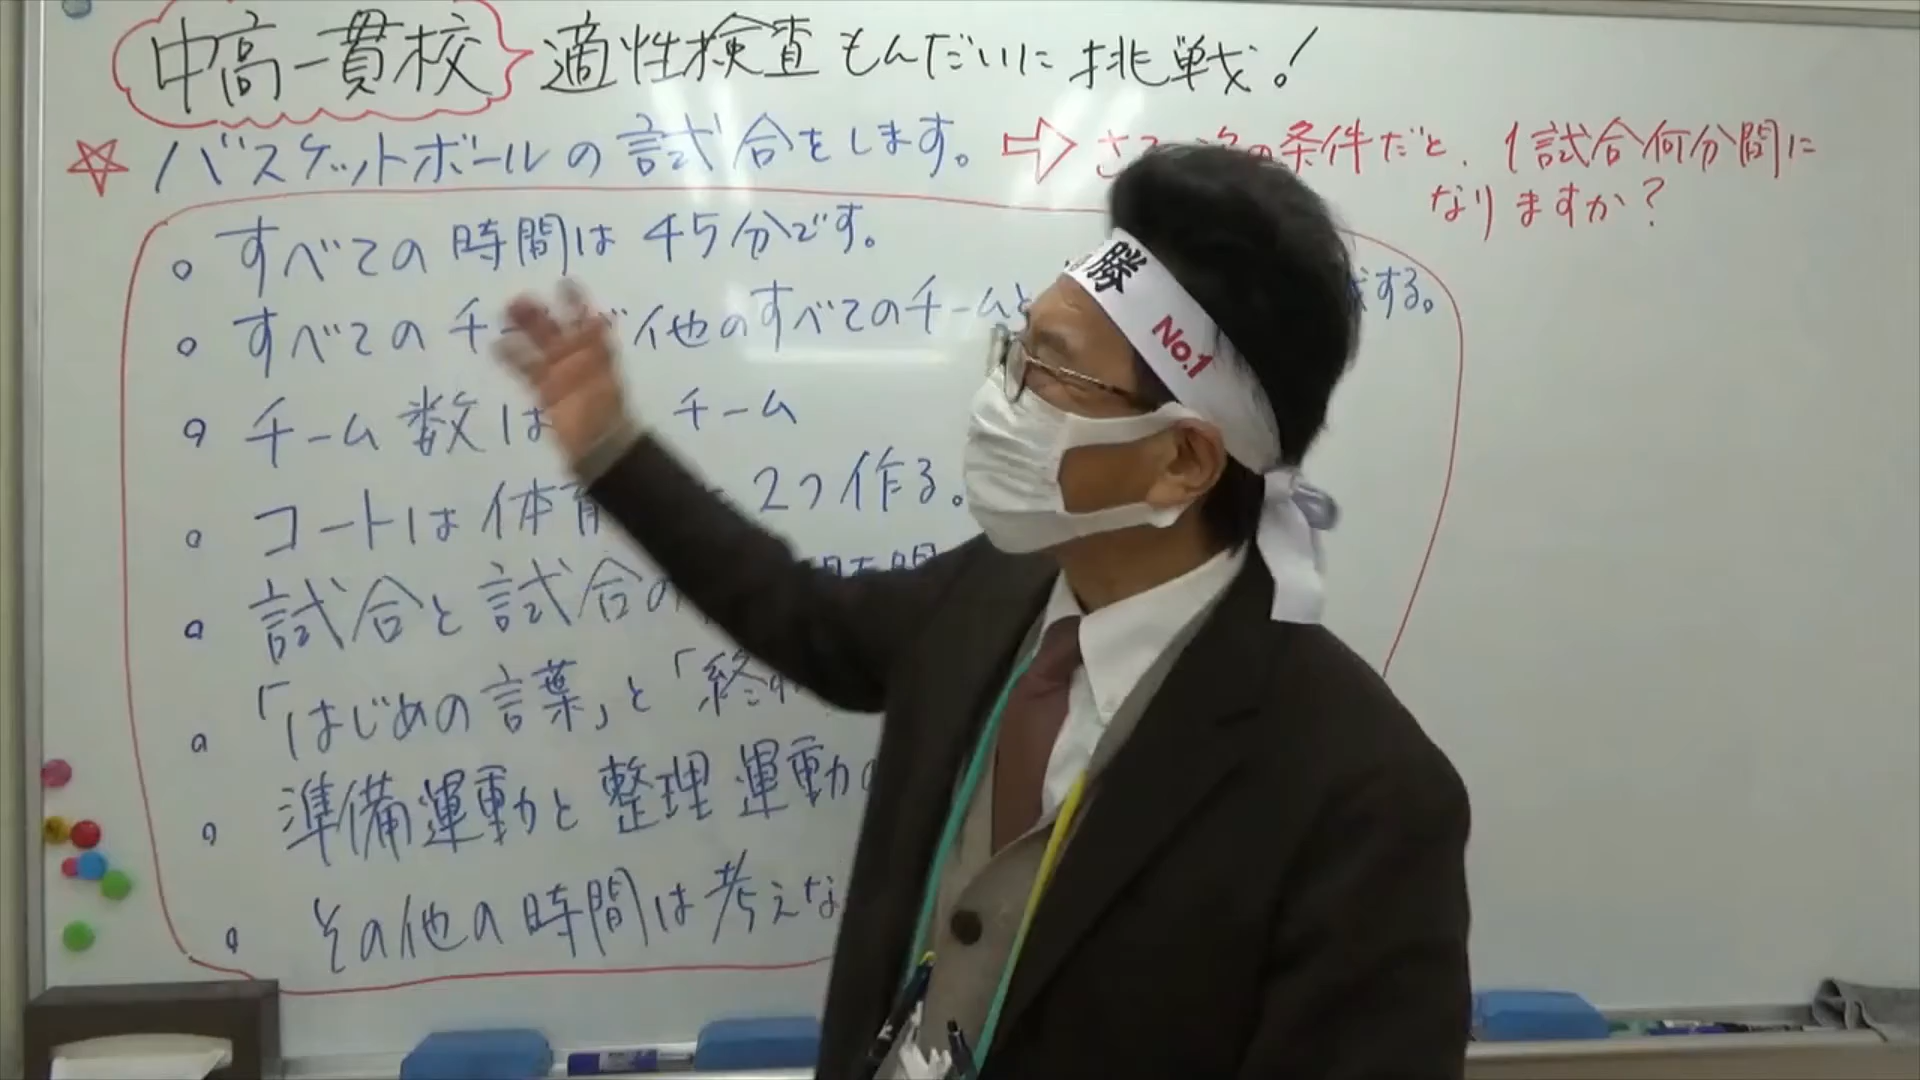 中高一貫校 適性検査もんだいに挑戦!
☆ バスケットボールの試合をします。 ⇨ さて 次の条件だと、1試合何分間に
なりますか?
。すべての時間は 45分です。
。すべてのチームが他のすべてのチームと する。
。チーム数は チーム
。コートは体育 2つ作る。
。試合と試合の 時間
。「はじめの言葉」と「終
。準備運動と整理運動の
。その他の時間は考えな
勝
No.1